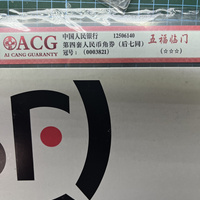 ACG
AI CANG GUARANTY
中国人民银行 12506140
第四套人民币角券（后七同）
冠号：（0003821）
五福临门
（☆☆☆）